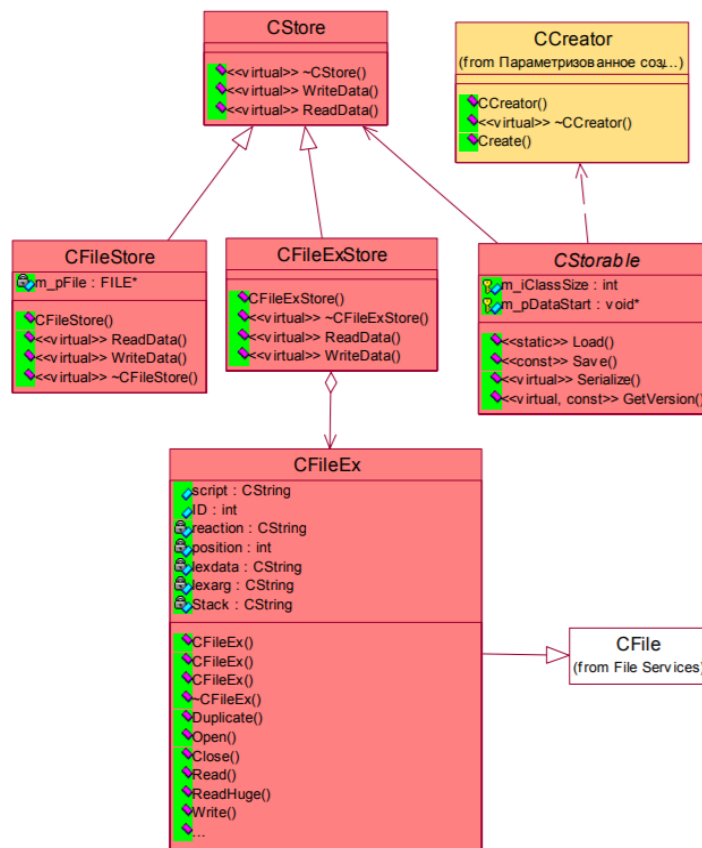 CStore
<<virtual>> ~CStore()
<<virtual>> WriteData()
<<virtual>> ReadData()
CCreator
(from Параметризованное созд...)
CCreator()
<<virtual>> ~CCreator()
Create()
CFileStore
m_pFile : FILE*
CFileStore()
<<virtual>> ReadData()
<<virtual>> WriteData()
<<virtual>> ~CFileStore()
CFileExStore
CFileExStore()
<<virtual>> ~CFileExStore()
<<virtual>> ReadData()
<<virtual>> WriteData()
CStorable
m_iClassSize : int
m_pDataStart : void*
<<static>> Load()
<<const>> Save()
<<virtual>> Serialize()
<<virtual, const>> GetVersion()
CFileEx
script : CString
ID : int
reaction : CString
position : int
lexdata : CString
lexarg : CString
Stack : CString
CFileEx()
CFileEx()
CFileEx()
~CFileEx()
Duplicate()
Open()
Close()
Read()
ReadHuge()
Write()
...
CFile
(from File Services)